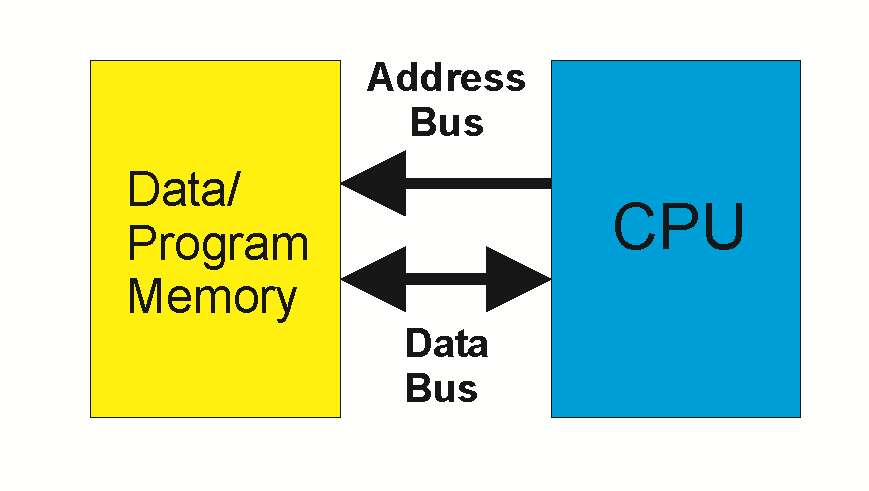 Address
Bus
Data/
Program
Memory
CPU
Data
Bus